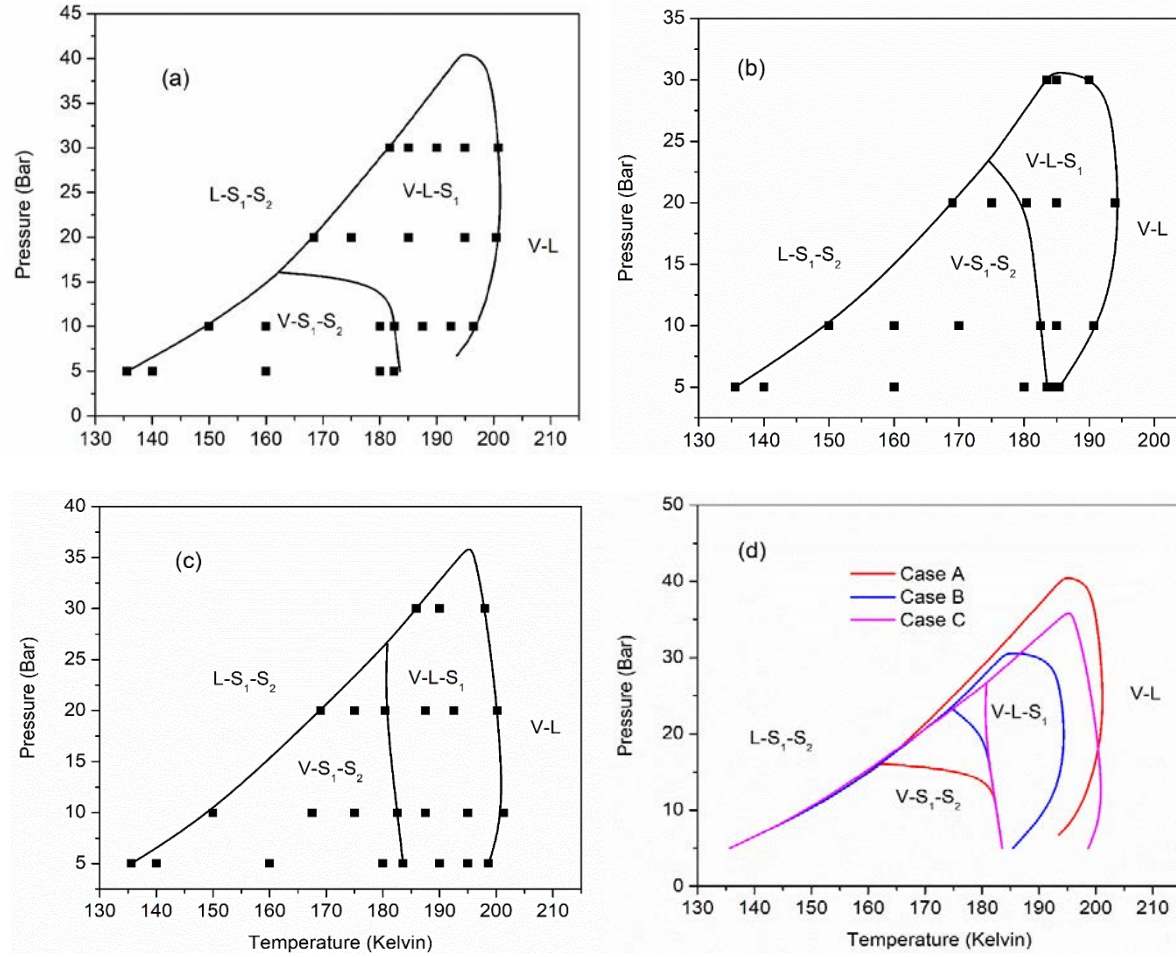 45
40
35
30
25
20
15
10
5
0
Pressure (Bar)
(a)
L-S₁-S₂
V-L-S₁
V-L
V-S₁-S₂
130 140 150 160 170 180 190 200 210
35
30
25
20
15
10
5
Pressure (Bar)
(b)
V-L-S₁
V-L
L-S₁-S₂
V-S₁-S₂
130 140 150 160 170 180 190 200
40
35
30
25
20
15
10
5
Pressure (Bar)
(c)
L-S₁-S₂
V-L-S₁
V-L
V-S₁-S₂
130 140 150 160 170 180 190 200 210
Temperature (Kelvin)
50
40
30
20
10
0
Pressure (Bar)
(d)
Case A
Case B
Case C
V-L
V-L-S₁
L-S₁-S₂
V-S₁-S₂
130 140 150 160 170 180 190 200 210
Temperature (Kelvin)